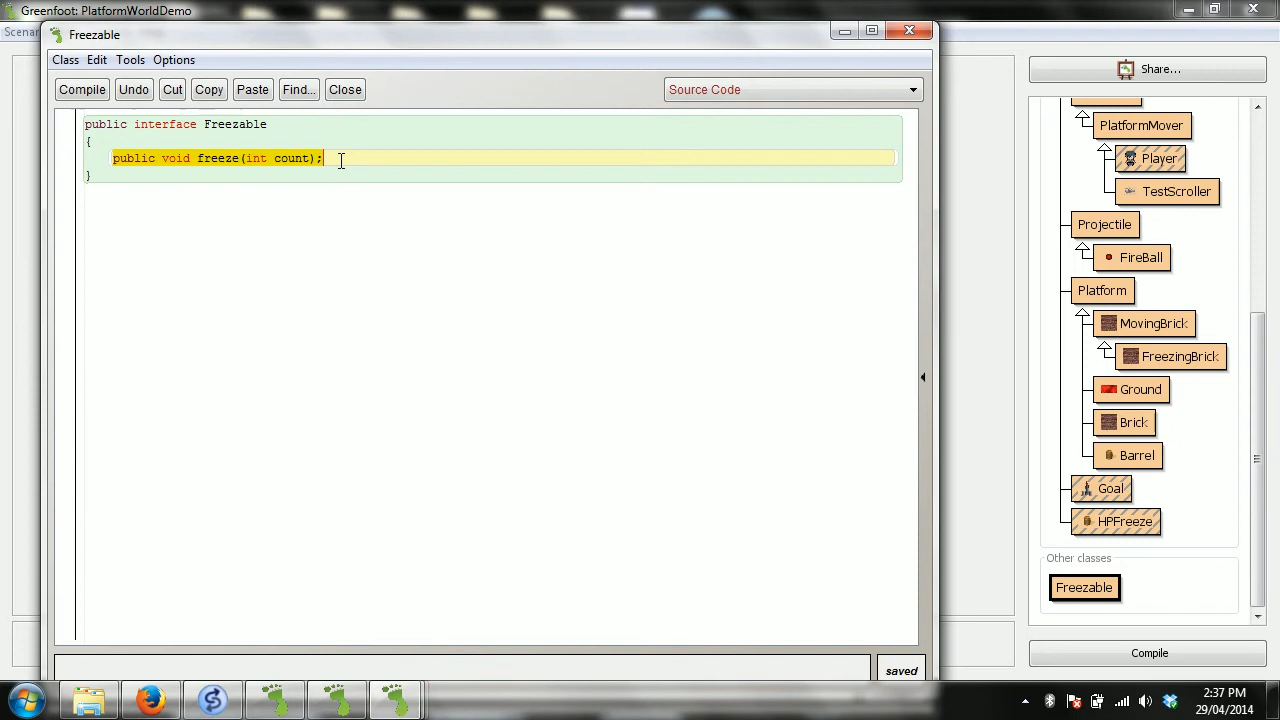 Greenfoot: PlatformWorldDemo
Scenar
Freezable
Class Edit Tools Options
Compile Undo Cut Copy Paste Find... Close
Source Code
public interface Freezable
{
public void freeze(int count);
}
saved
Share...
PlatformMover
Player
TestScroller
Projectile
FireBall
Platform
MovingBrick
FreezingBrick
Ground
Brick
Barrel
Goal
HPFreeze
Other classes
Freezable
Compile
2:37 PM
29/04/2014